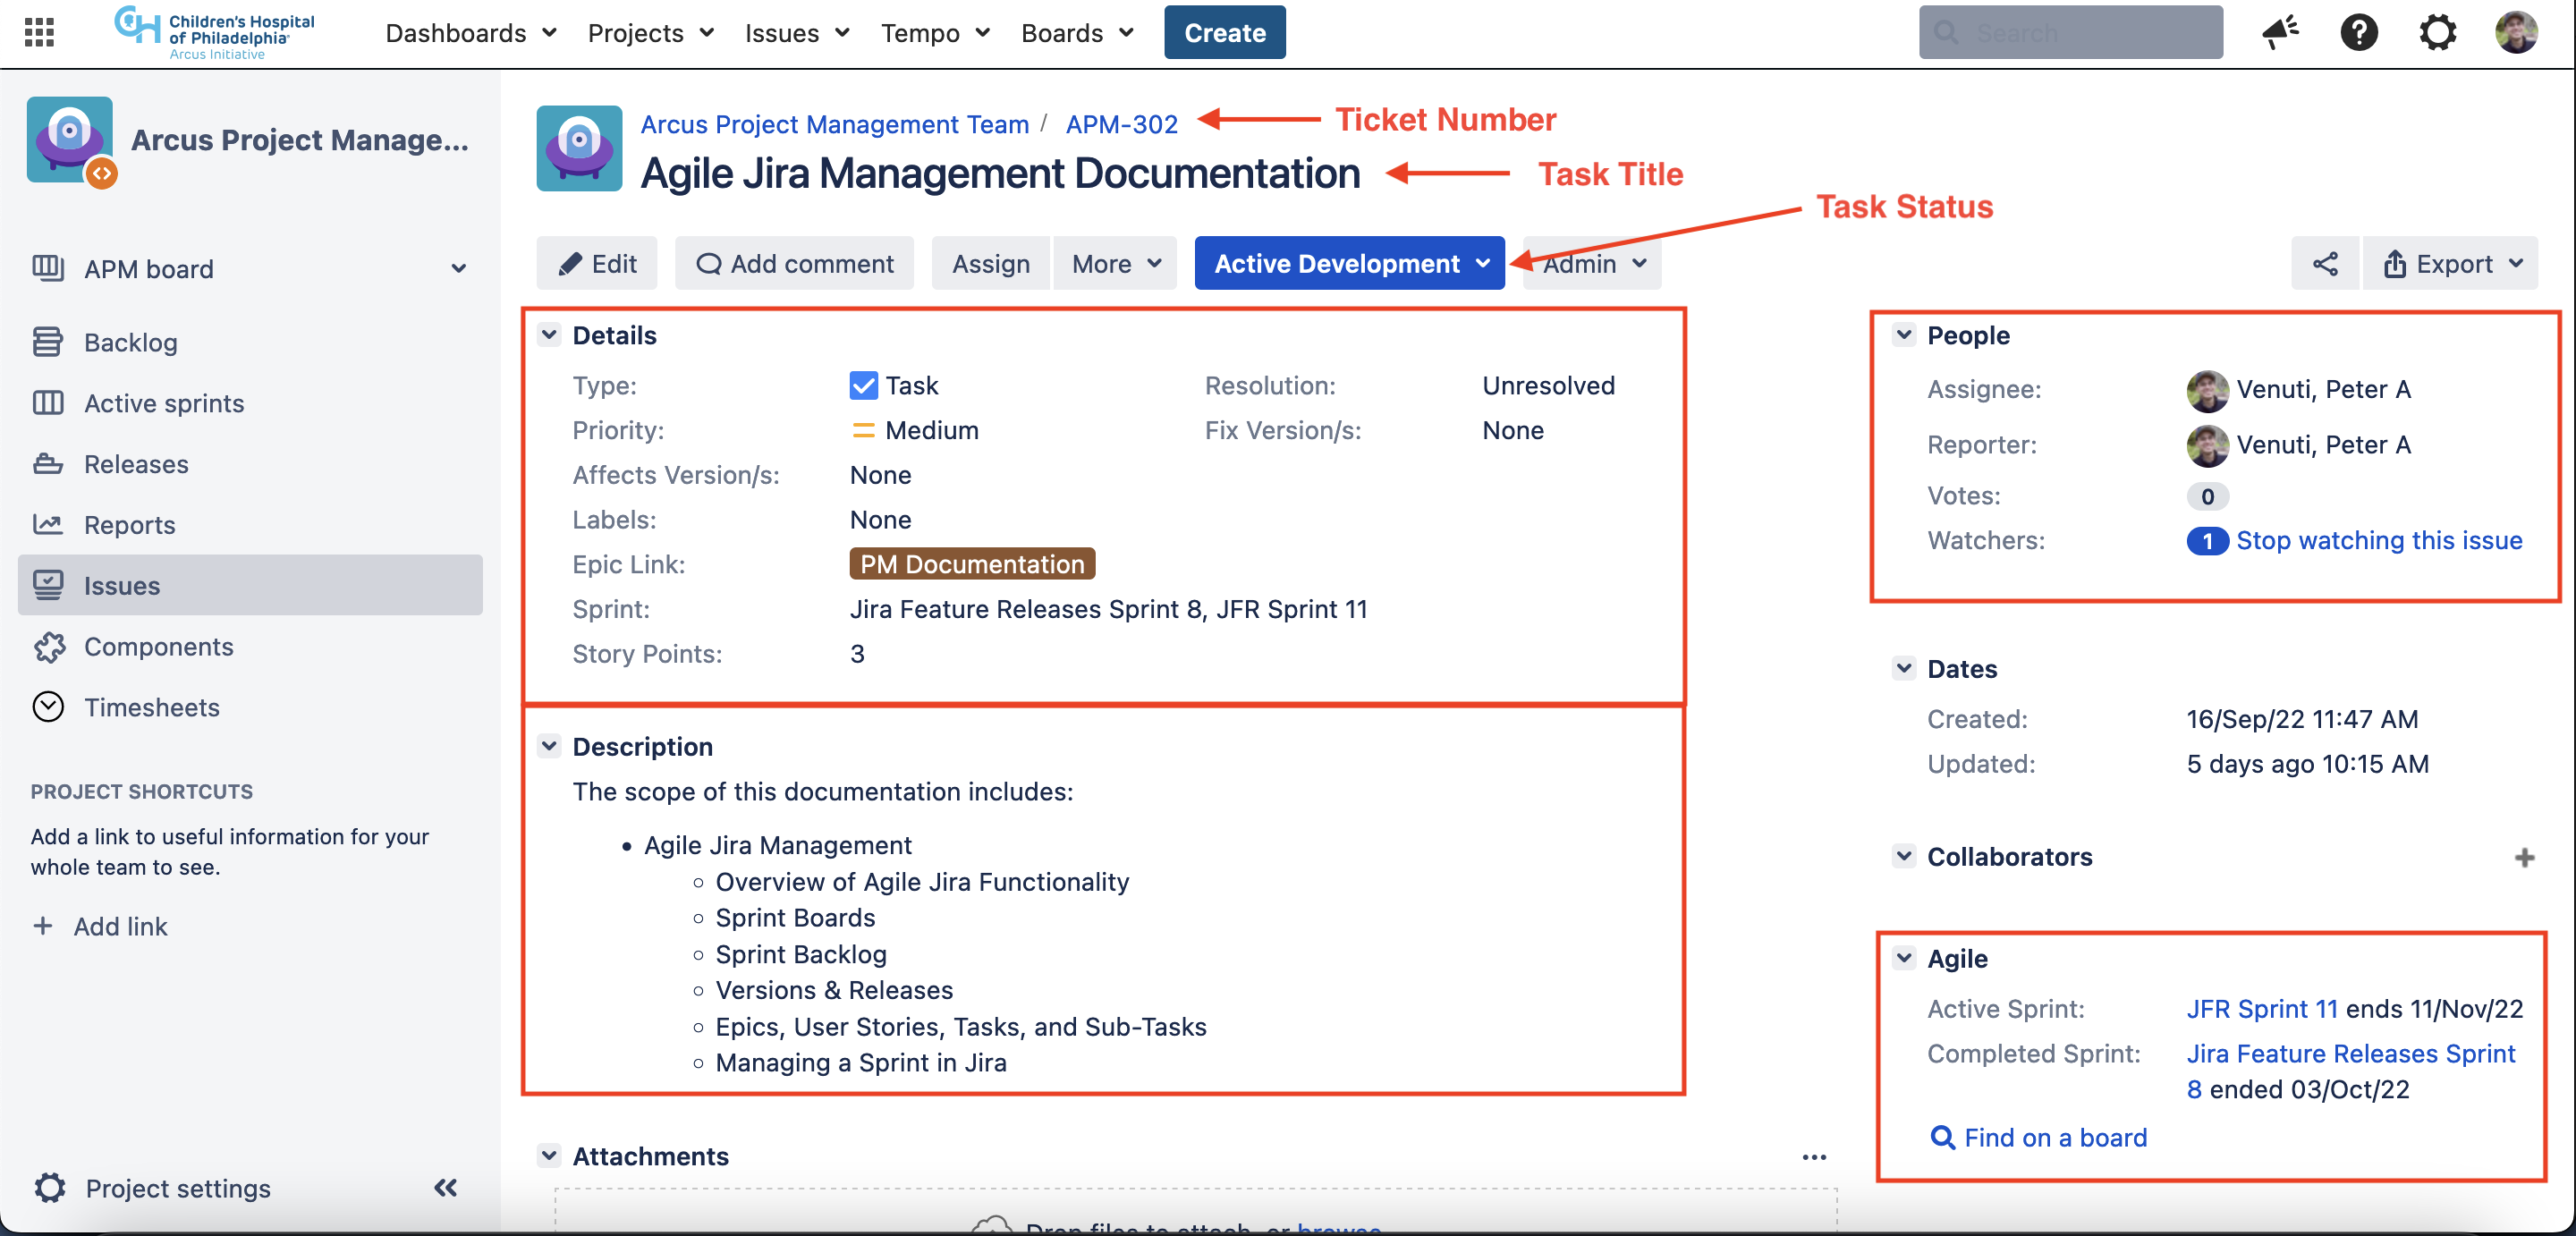 Children's Hospital
of Philadelphia
Arcus Initiative
Dashboards
Projects
Issues
Tempo
Boards
Create
Search
Arcus Project Manage...
APM board
Backlog
Active sprints
Releases
Reports
Issues
Components
Timesheets
PROJECT SHORTCUTS
Add a link to useful information for your
whole team to see.
+ Add link
Project settings
Arcus Project Management Team / APM-302
Ticket Number
Agile Jira Management Documentation
Task Title
Task Status
Edit
Add comment
Assign
More
Active Development
Admin
Export
Details
Type: Task Resolution: Unresolved
Priority: Medium Fix Version/s: None
Affects Version/s: None
Labels: None
Epic Link: PM Documentation
Sprint: Jira Feature Releases Sprint 8, JFR Sprint 11
Story Points: 3
Description
The scope of this documentation includes:
• Agile Jira Management
◦ Overview of Agile Jira Functionality
◦ Sprint Boards
◦ Sprint Backlog
◦ Versions & Releases
◦ Epics, User Stories, Tasks, and Sub-Tasks
◦ Managing a Sprint in Jira
Attachments
Drop files to attach, or browse.
People
Assignee: Venuti, Peter A
Reporter: Venuti, Peter A
Votes: 0
Watchers: 1 Stop watching this issue
Dates
Created: 16/Sep/22 11:47 AM
Updated: 5 days ago 10:15 AM
Collaborators
Agile
Active Sprint: JFR Sprint 11 ends 11/Nov/22
Completed Sprint: Jira Feature Releases Sprint
8 ended 03/Oct/22
Find on a board